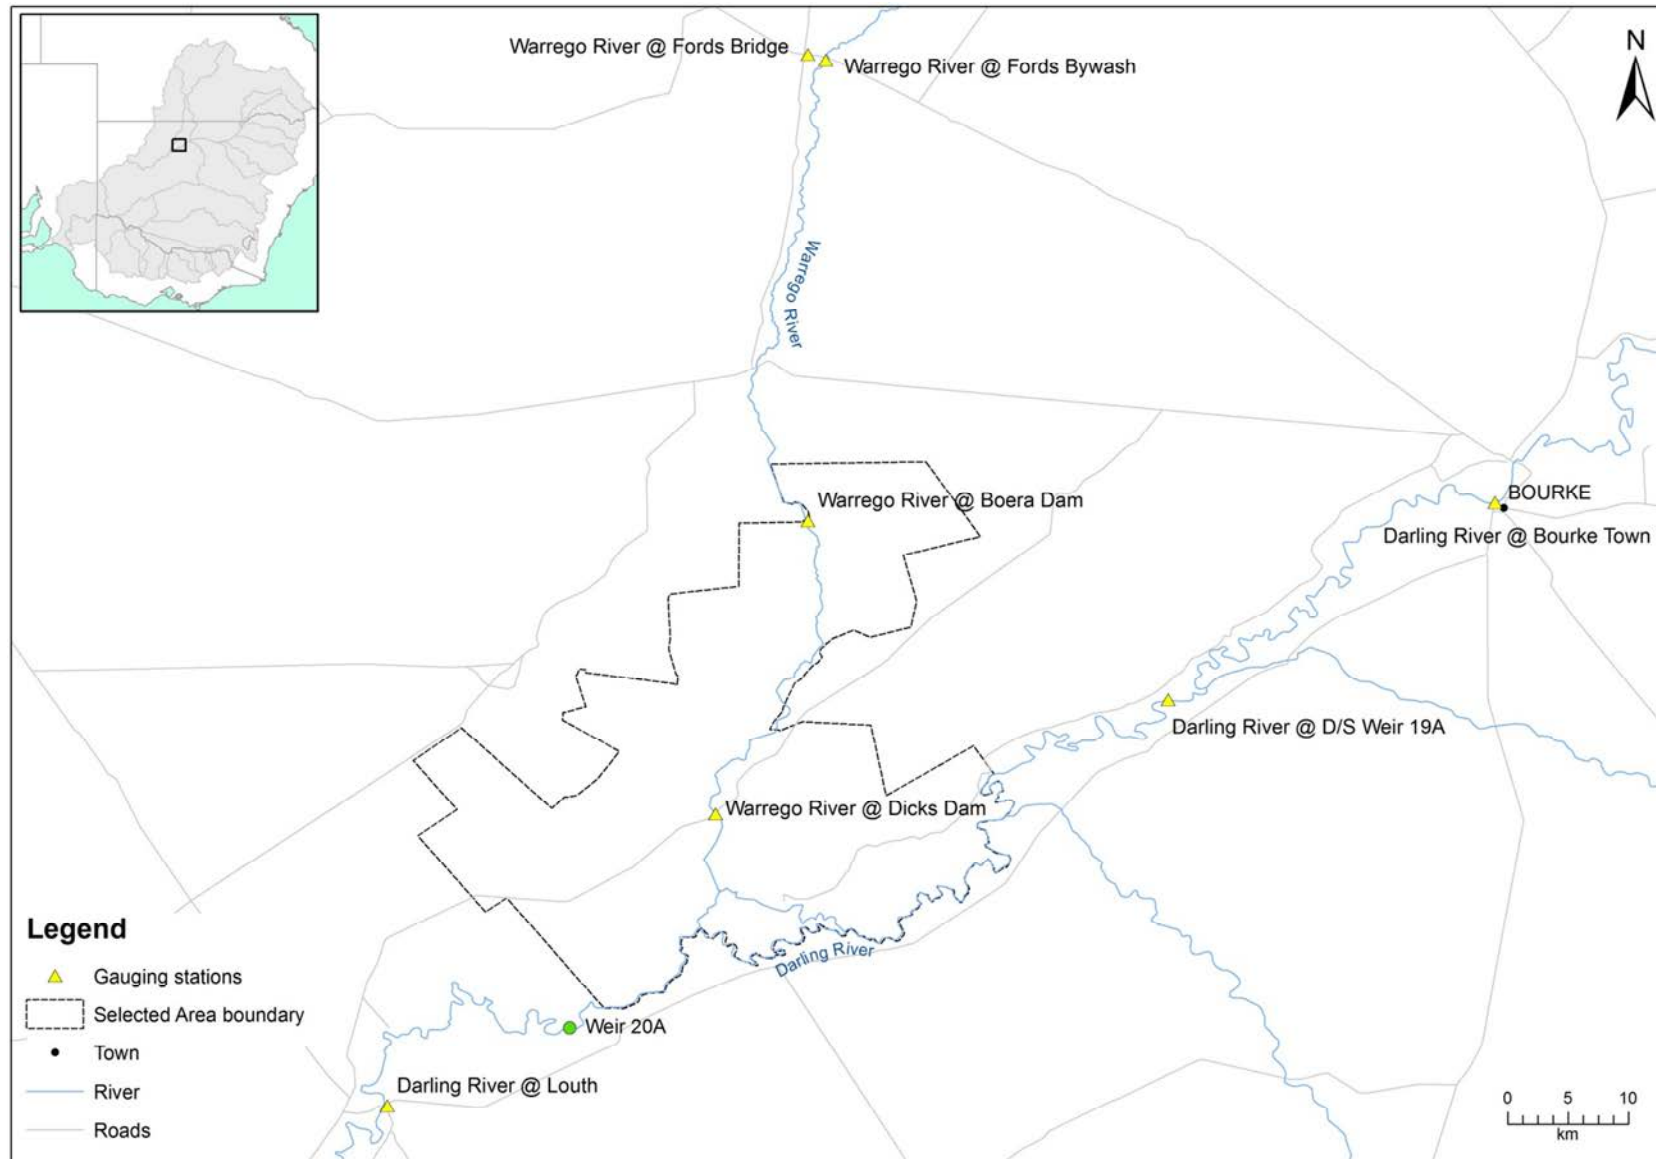 Warrego River @ Fords Bridge
Warrego River @ Fords Bywash
N
Warrego River
Warrego River @ Boera Dam
BOURKE
Darling River @ Bourke Town
Darling River @ D/S Weir 19A
Warrego River @ Dicks Dam
Darling River
Weir 20A
Darling River @ Louth
Legend
Gauging stations
Selected Area boundary
Town
River
Roads
0 5 10
km